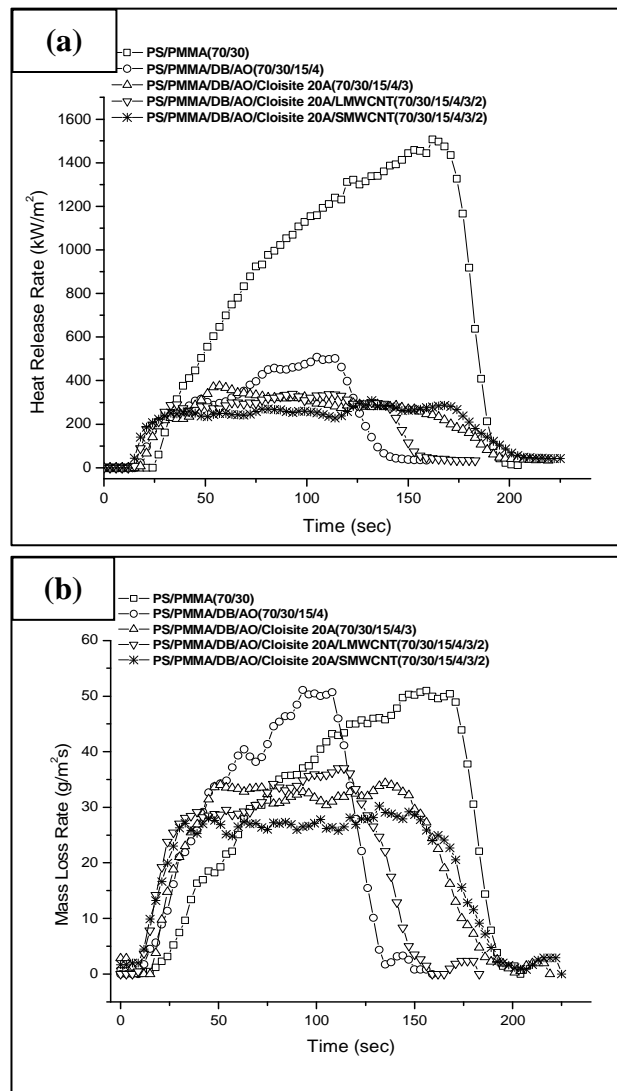 (a)
PS/PMMA(70/30)
PS/PMMA/DB/AO(70/30/15/4)
PS/PMMA/DB/AO/Cloisite 20A(70/30/15/4/3)
PS/PMMA/DB/AO/Cloisite 20A/LMWCNT(70/30/15/4/3/2)
PS/PMMA/DB/AO/Cloisite 20A/SMWCNT(70/30/15/4/3/2)
1600
1400
1200
1000
800
600
400
200
0
Heat Release Rate (kW/m²)
0 50 100 150 200
Time (sec)
(b)
PS/PMMA(70/30)
PS/PMMA/DB/AO(70/30/15/4)
PS/PMMA/DB/AO/Cloisite 20A(70/30/15/4/3)
PS/PMMA/DB/AO/Cloisite 20A/LMWCNT(70/30/15/4/3/2)
PS/PMMA/DB/AO/Cloisite 20A/SMWCNT(70/30/15/4/3/2)
60
50
40
30
20
10
0
Mass Loss Rate (g/m²s)
0 50 100 150 200
Time (sec)